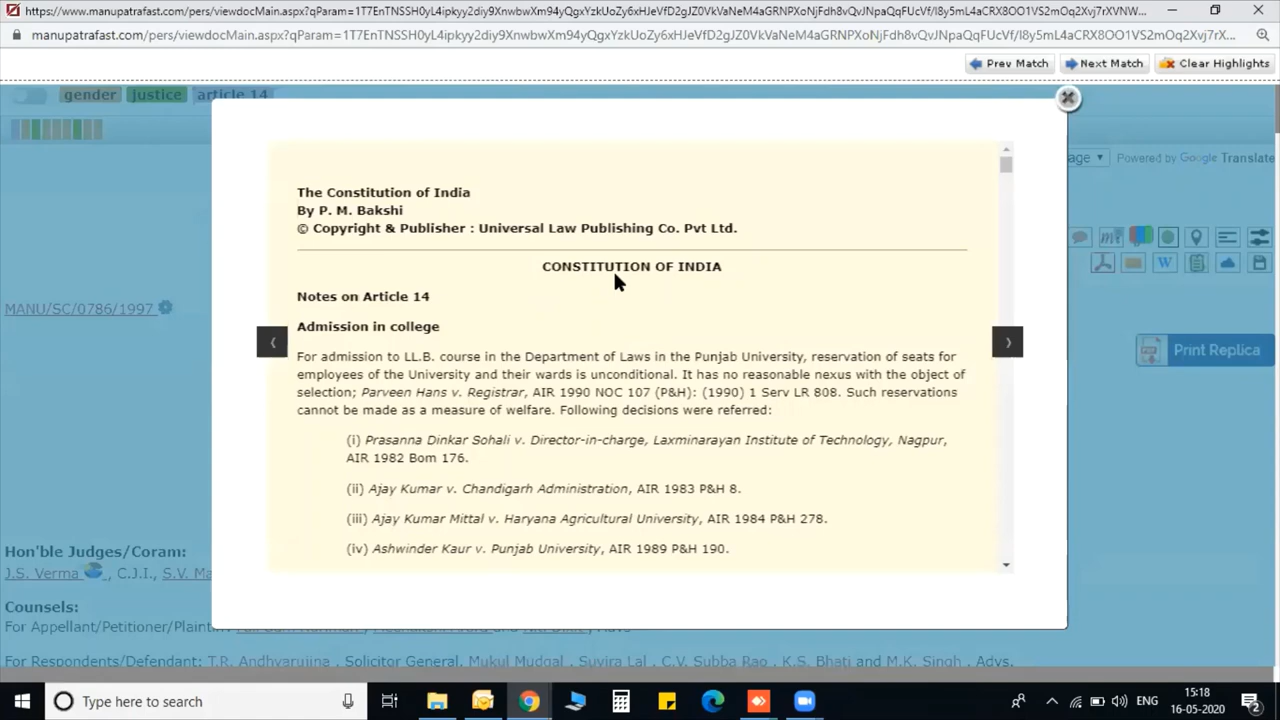 https://www.manupatrafast.com/pers/viewdocMain.aspx?qParam=
manupatrafast.com/pers/viewdocMain.aspx?qParam=
Prev Match
Next Match
Clear Highlights
gender
justice
article 14
age
Powered by Google Translate
The Constitution of India
By P. M. Bakshi
© Copyright & Publisher : Universal Law Publishing Co. Pvt Ltd.
CONSTITUTION OF INDIA
Notes on Article 14
Admission in college
For admission to LL.B. course in the Department of Laws in the Punjab University, reservation of seats for
employees of the University and their wards is unconditional. It has no reasonable nexus with the object of
selection; Parveen Hans v. Registrar, AIR 1990 NOC 107 (P&H): (1990) 1 Serv LR 808. Such reservations
cannot be made as a measure of welfare. Following decisions were referred:
(i) Prasanna Dinkar Sohali v. Director-in-charge, Laxminarayan Institute of Technology, Nagpur,
AIR 1982 Bom 176.
(ii) Ajay Kumar v. Chandigarh Administration, AIR 1983 P&H 8.
(iii) Ajay Kumar Mittal v. Haryana Agricultural University, AIR 1984 P&H 278.
(iv) Ashwinder Kaur v. Punjab University, AIR 1989 P&H 190.
MANU/SC/0786/1997
Print Replica
Hon'ble Judges/Coram:
J.S. Verma , C.J.I., S.V. Ma
Counsels:
For Appellant/Petitioner/Plaintiff:
For Respondents/Defendant: T.R. Andhyarujina , Solicitor General, Mukul Mudgal , Suvira Lal , C.V. Subba Rao , K.S. Bhati and M.K. Singh , Advs.
Type here to search
ENG
15:18
16-05-2020
2